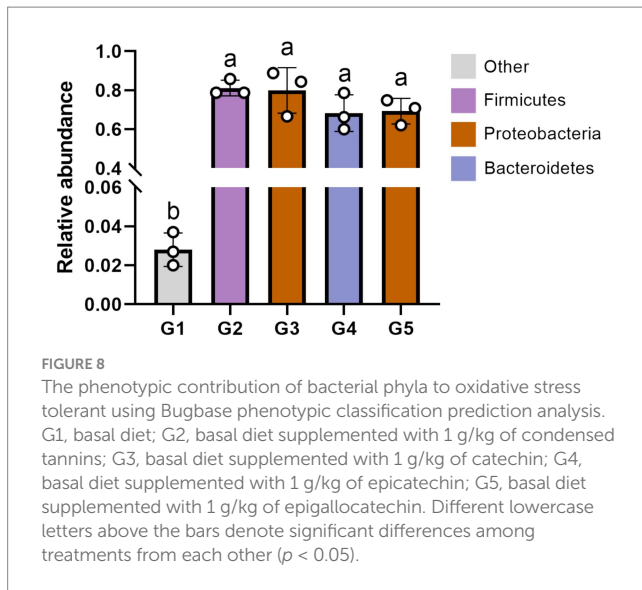 Relative abundance
1.0
0.8
0.6
0.4
0.06
0.04
0.02
0.00
b
a
a
a
a
G1 G2 G3 G4 G5
Other
Firmicutes
Proteobacteria
Bacteroidetes
FIGURE 8
The phenotypic contribution of bacterial phyla to oxidative stress
tolerant using Bugbase phenotypic classification prediction analysis.
G1, basal diet; G2, basal diet supplemented with 1 g/kg of condensed
tannins; G3, basal diet supplemented with 1 g/kg of catechin; G4,
basal diet supplemented with 1 g/kg of epicatechin; G5, basal diet
supplemented with 1 g/kg of epigallocatechin. Different lowercase
letters above the bars denote significant differences among
treatments from each other (p < 0.05).